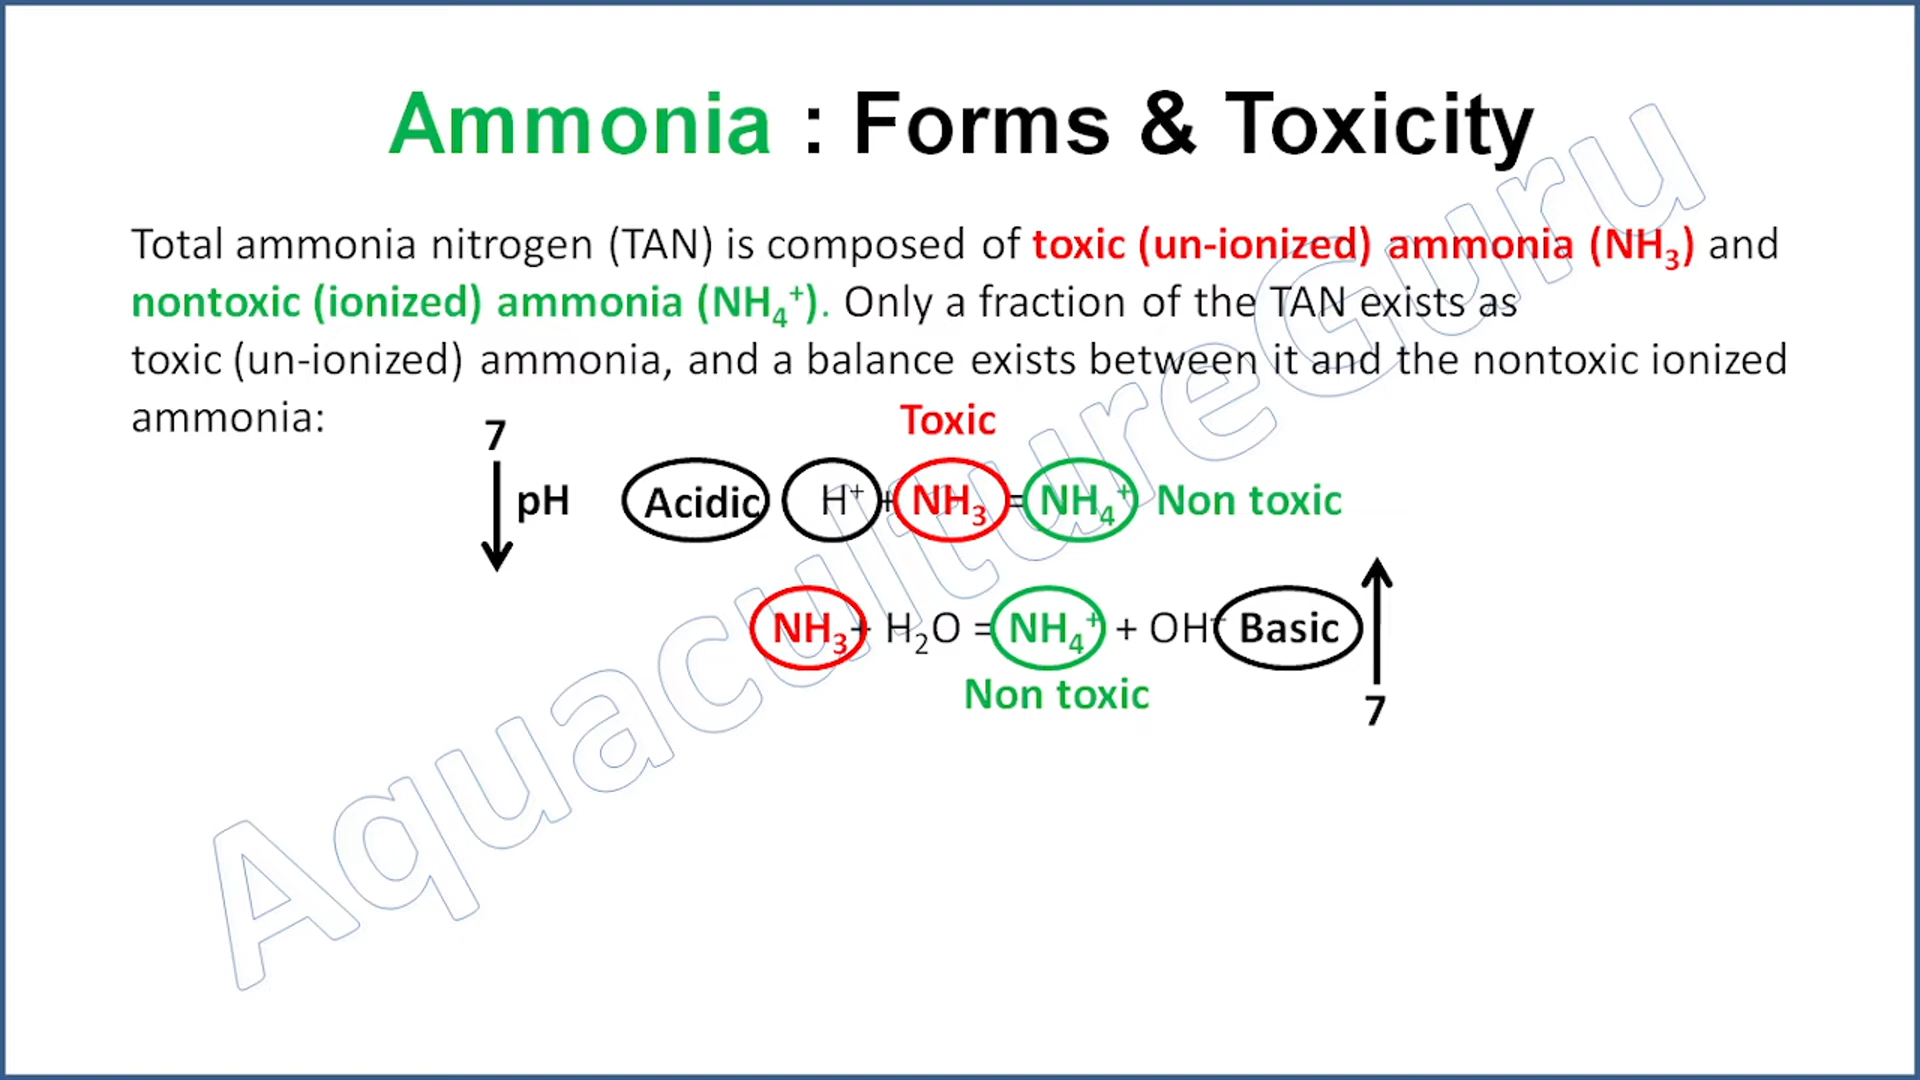 Ammonia : Forms & Toxicity
Total ammonia nitrogen (TAN) is composed of toxic (un-ionized) ammonia (NH₃) and
nontoxic (ionized) ammonia (NH₄⁺). Only a fraction of the TAN exists as
toxic (un-ionized) ammonia, and a balance exists between it and the nontoxic ionized
ammonia:
Toxic
7
pH Acidic H⁺ + NH₃ = NH₄⁺ Non toxic
NH₃ + H₂O = NH₄⁺ + OH⁻ Basic
Non toxic
7
AquacultureGuru